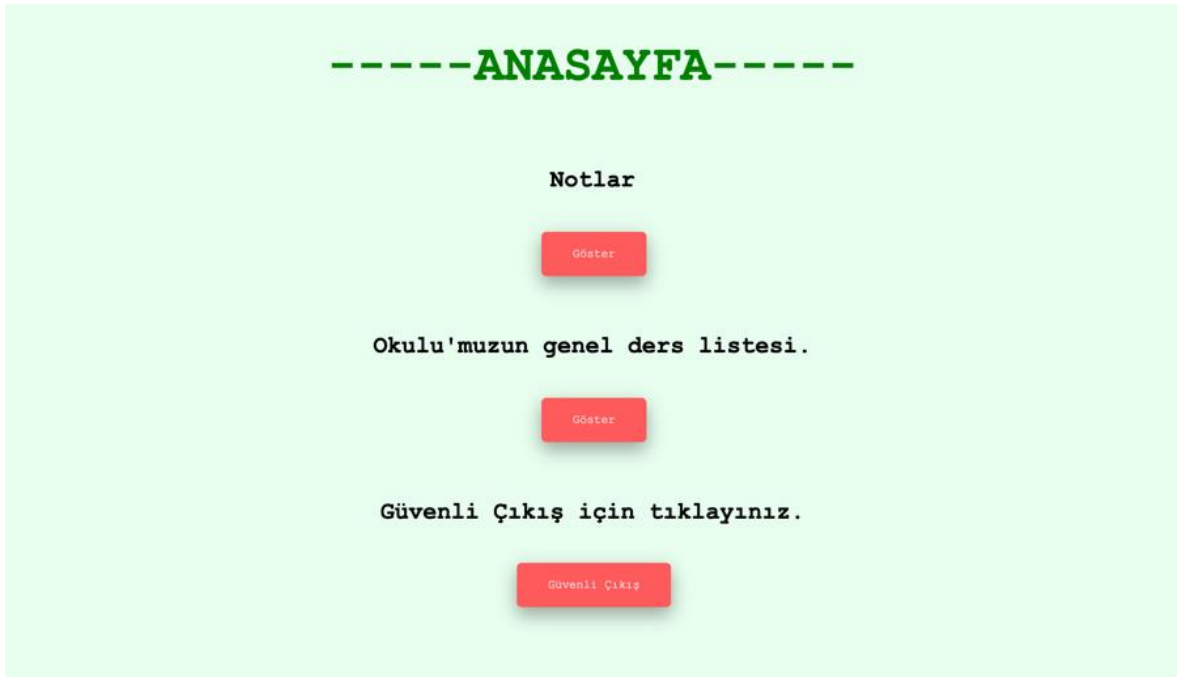 -----ANASAYFA-----
Notlar
Göster
Okulu'muzun genel ders listesi.
Göster
Güvenli Çıkış için tıklayınız.
Güvenli Çıkış